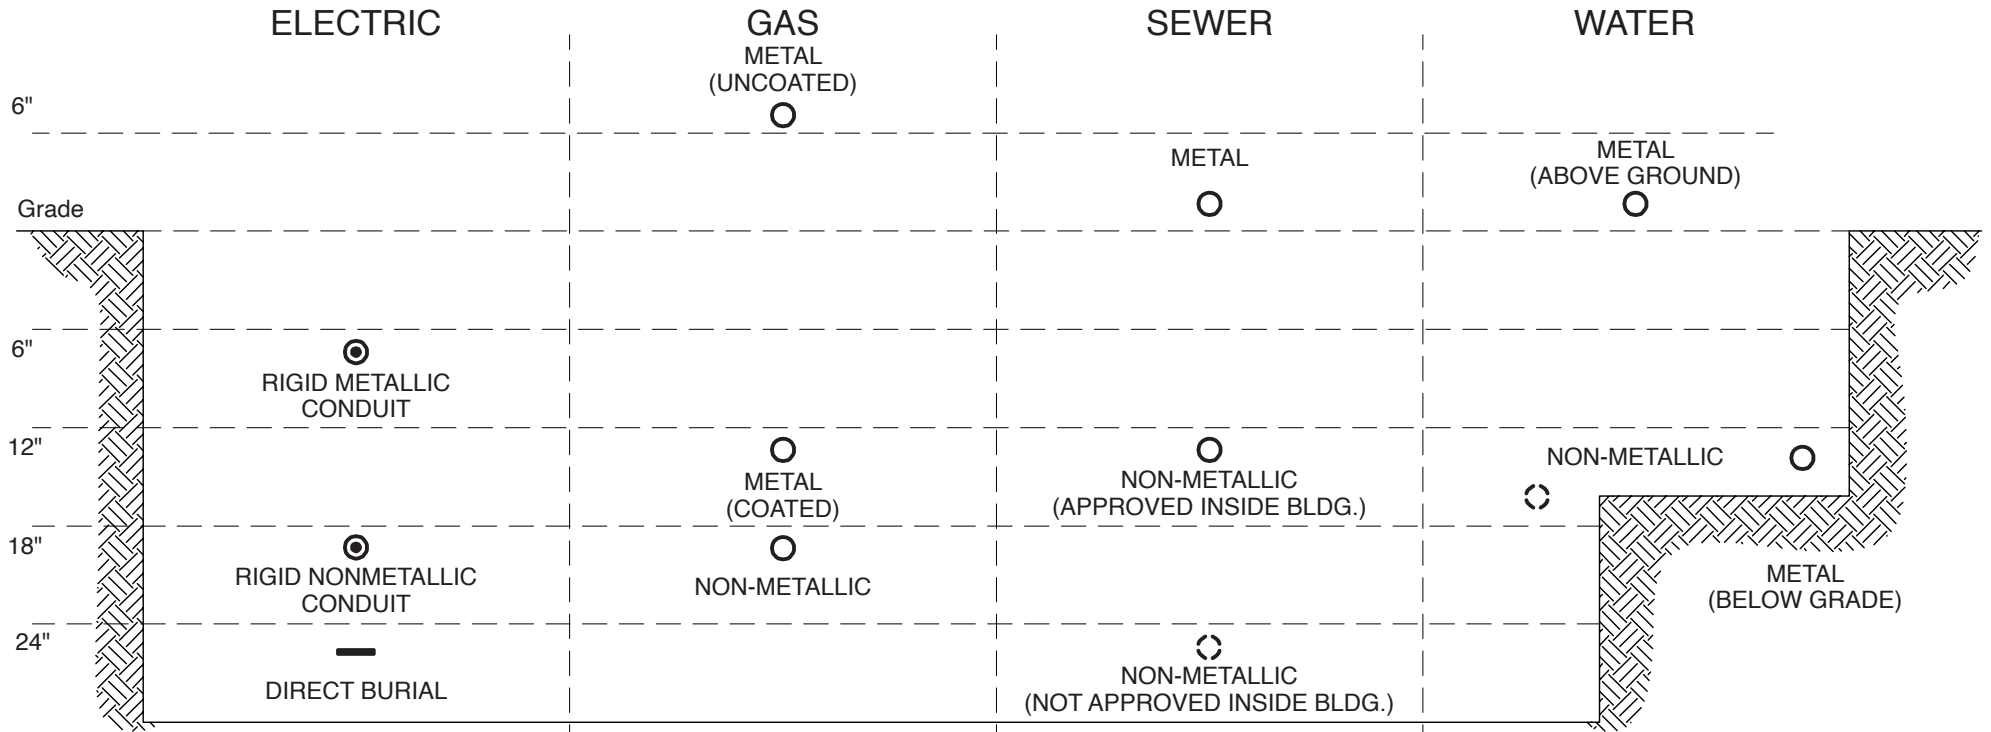 ELECTRIC
GAS
SEWER
WATER
METAL
(UNCOATED)
6"
METAL
METAL
(ABOVE GROUND)
Grade
6"
RIGID METALLIC
CONDUIT
12"
METAL
(COATED)
NON-METALLIC
(APPROVED INSIDE BLDG.)
NON-METALLIC
18"
RIGID NONMETALLIC
CONDUIT
NON-METALLIC
METAL
(BELOW GRADE)
24"
DIRECT BURIAL
NON-METALLIC
(NOT APPROVED INSIDE BLDG.)